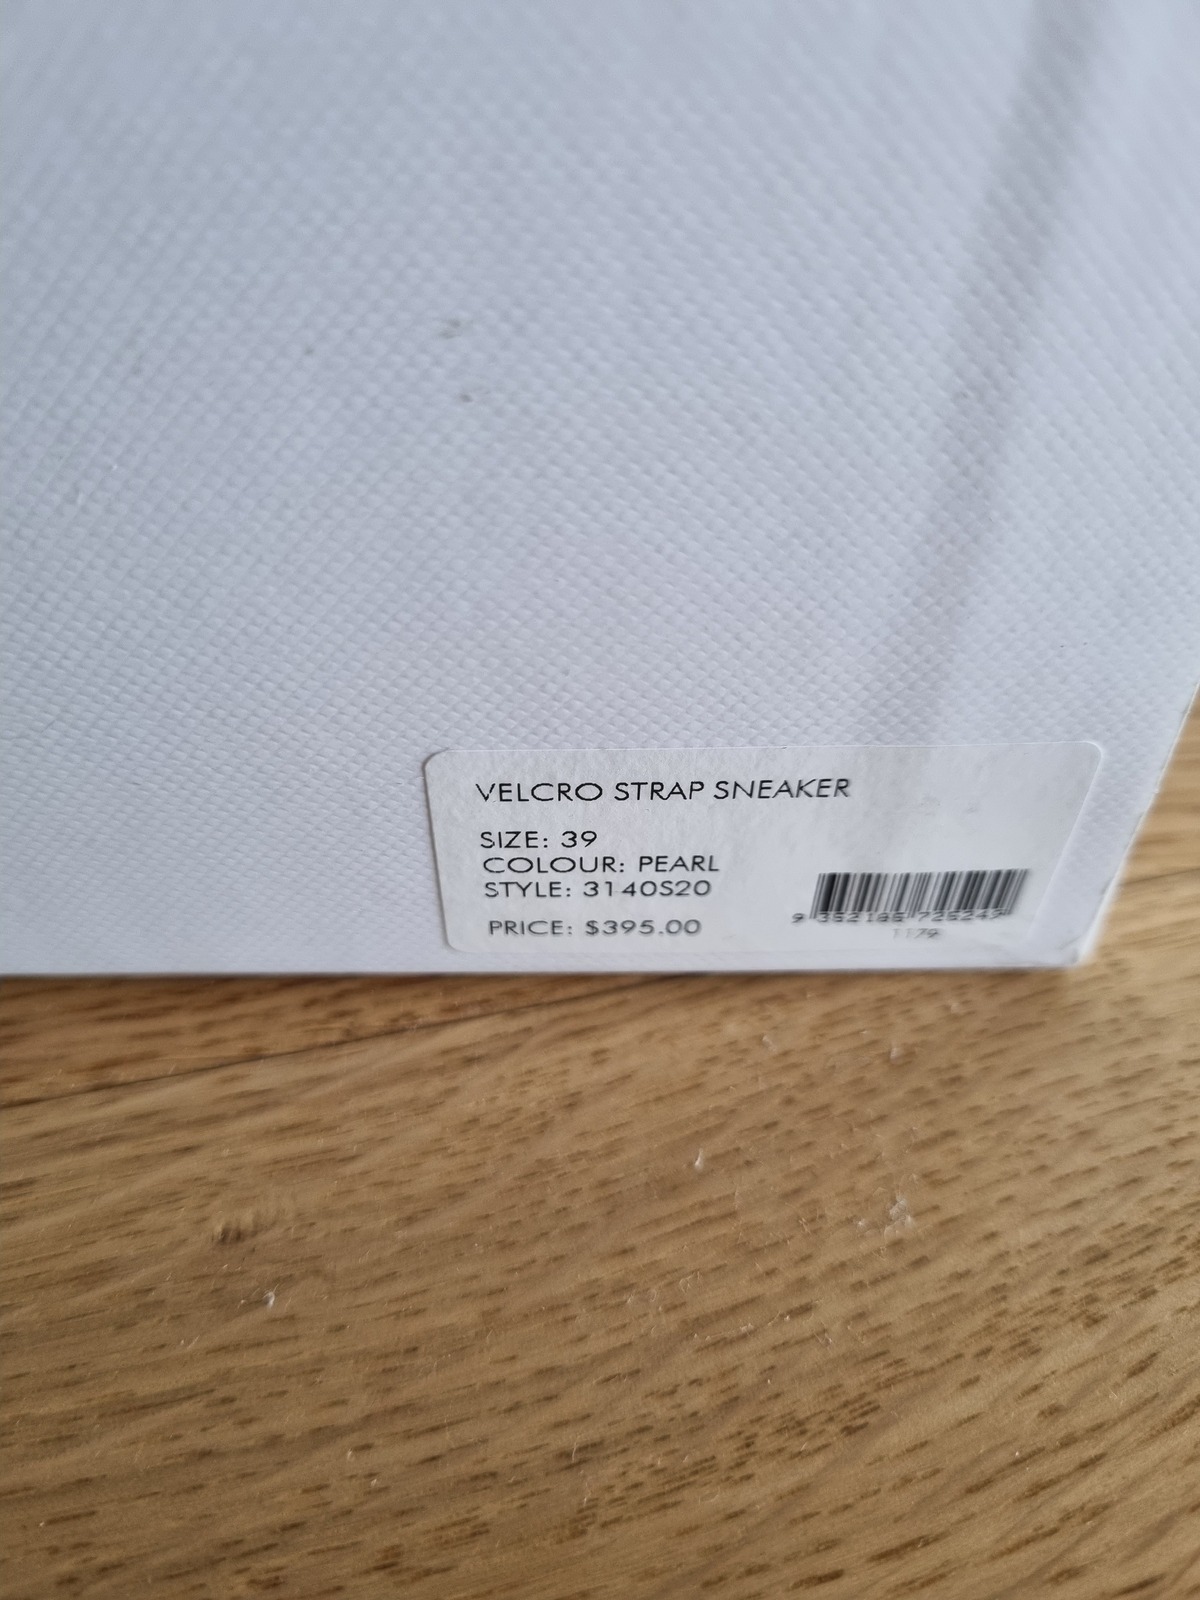 VELCRO STRAP SNEAKER
SIZE: 39
COLOUR: PEARL
STYLE: 3140S20
PRICE: $395.00